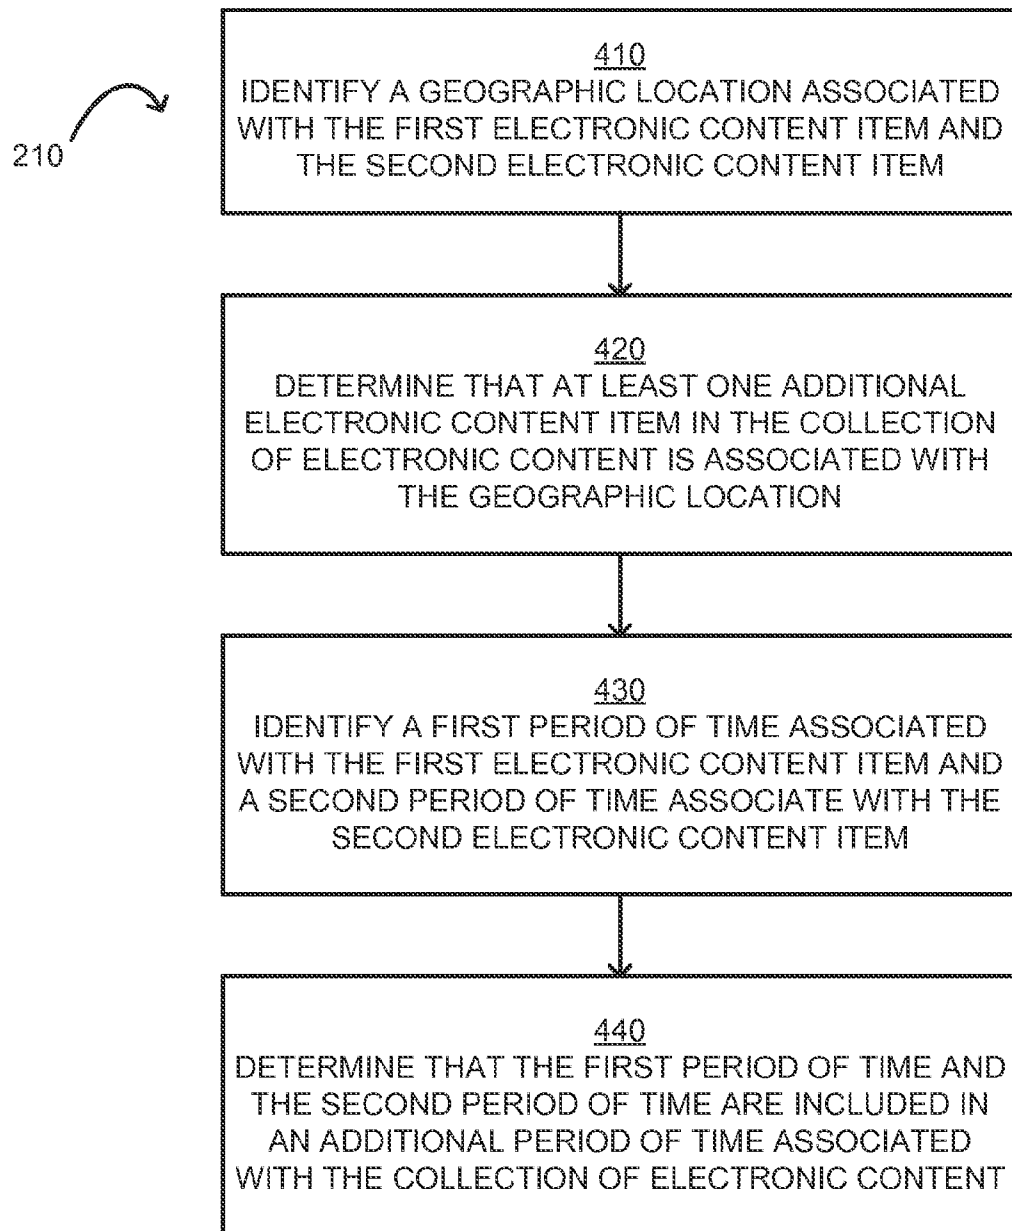 410
IDENTIFY A GEOGRAPHIC LOCATION ASSOCIATED
WITH THE FIRST ELECTRONIC CONTENT ITEM AND
THE SECOND ELECTRONIC CONTENT ITEM
210
420
DETERMINE THAT AT LEAST ONE ADDITIONAL
ELECTRONIC CONTENT ITEM IN THE COLLECTION
OF ELECTRONIC CONTENT IS ASSOCIATED WITH
THE GEOGRAPHIC LOCATION
430
IDENTIFY A FIRST PERIOD OF TIME ASSOCIATED
WITH THE FIRST ELECTRONIC CONTENT ITEM AND
A SECOND PERIOD OF TIME ASSOCIATE WITH THE
SECOND ELECTRONIC CONTENT ITEM
440
DETERMINE THAT THE FIRST PERIOD OF TIME AND
THE SECOND PERIOD OF TIME ARE INCLUDED IN
AN ADDITIONAL PERIOD OF TIME ASSOCIATED
WITH THE COLLECTION OF ELECTRONIC CONTENT